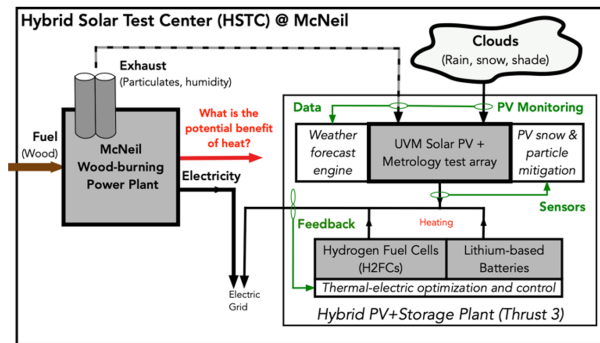 Hybrid Solar Test Center (HSTC) @ McNeil
Clouds
(Rain, snow, shade)
Exhaust
(Particulates, humidity)
Fuel
(Wood)
McNeil
Wood-burning
Power Plant
What is the
potential benefit
of heat?
Electricity
Data
PV Monitoring
Weather
forecast
engine
UVM Solar PV +
Metrology test array
PV snow &
particle
mitigation
Sensors
Feedback
Heating
Hydrogen Fuel Cells
(H2FCs)
Lithium-based
Batteries
Thermal-electric optimization and control
Electric
Grid
Hybrid PV+Storage Plant (Thrust 3)